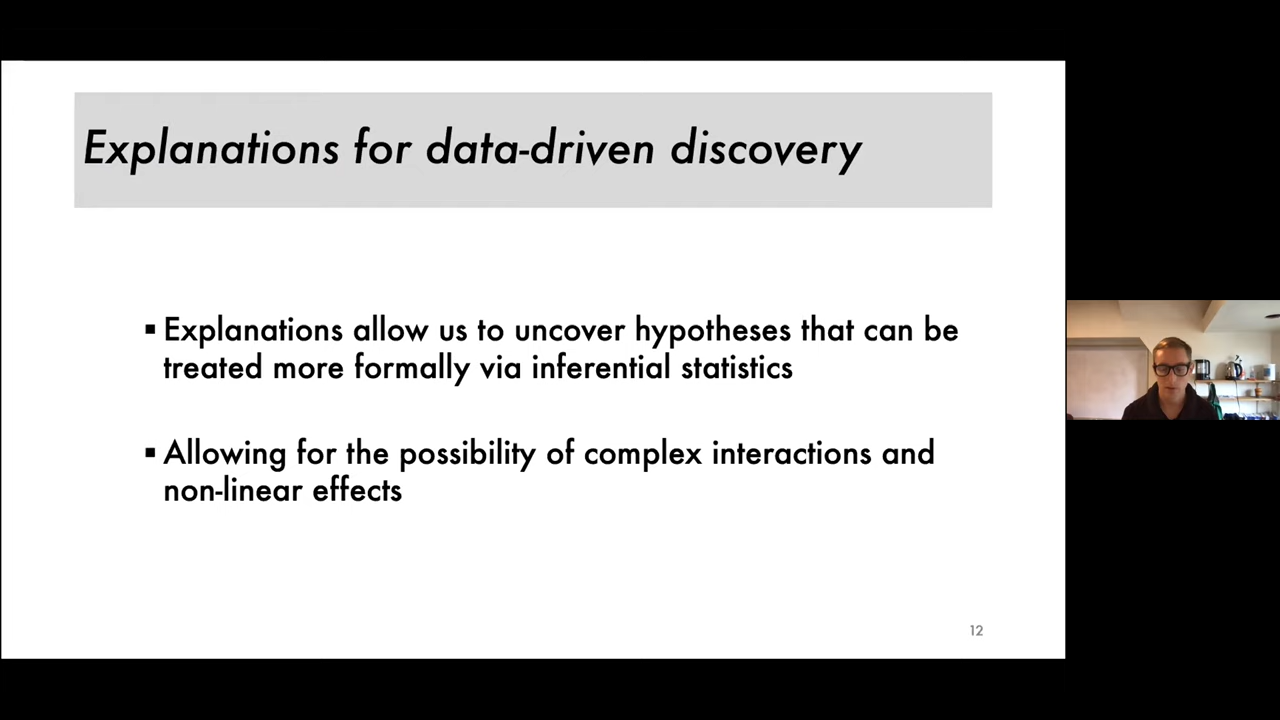 Explanations for data-driven discovery
▪ Explanations allow us to uncover hypotheses that can be
treated more formally via inferential statistics
▪ Allowing for the possibility of complex interactions and
non-linear effects
12